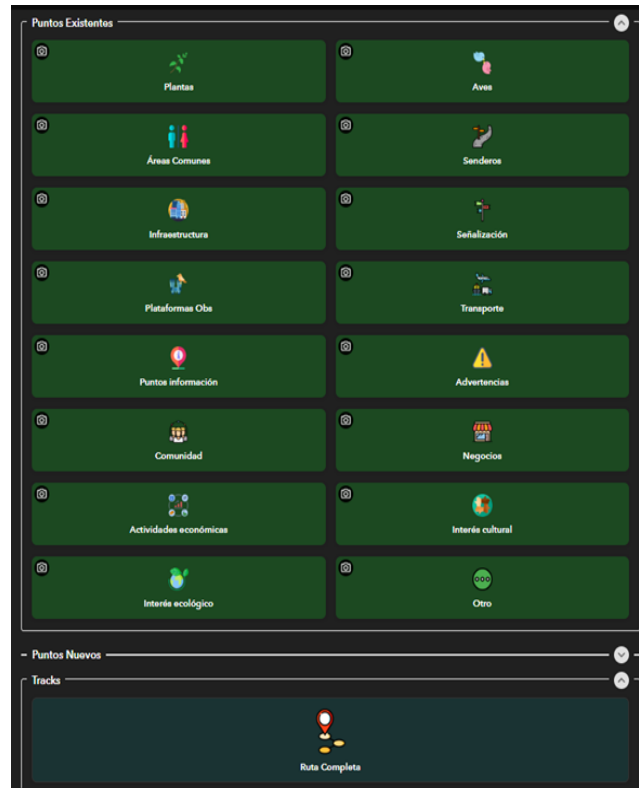 Puntos Existentes
Plantas
Aves
Áreas Comunes
Senderos
Infraestructura
Señalización
Plataformas Obs
Transporte
Puntos información
Advertencias
Comunidad
Negocios
Actividades económicas
Interés cultural
Interés ecológico
Otro
Puntos Nuevos
Tracks
Ruta Completa